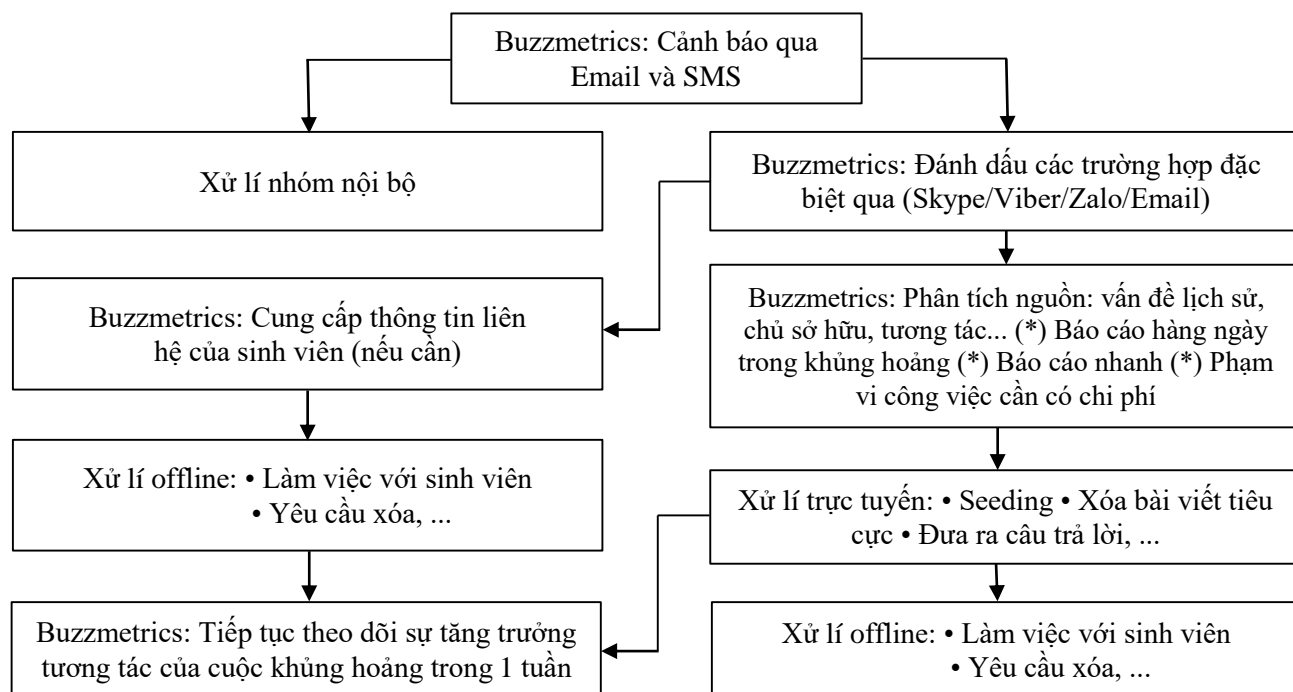 Buzzmetrics: Cảnh báo qua
Email và SMS
Xử lí nhóm nội bộ
Buzzmetrics: Đánh dấu các trường hợp đặc
biệt qua (Skype/Viber/Zalo/Email)
Buzzmetrics: Cung cấp thông tin liên
hệ của sinh viên (nếu cần)
Buzzmetrics: Phân tích nguồn: vấn đề lịch sử,
chủ sở hữu, tương tác... (*) Báo cáo hàng ngày
trong khủng hoảng (*) Báo cáo nhanh (*) Phạm
vi công việc cần có chi phí
Xử lí offline: • Làm việc với sinh viên
• Yêu cầu xóa, ...
Xử lí trực tuyến: • Seeding • Xóa bài viết tiêu
cực • Đưa ra câu trả lời, ...
Buzzmetrics: Tiếp tục theo dõi sự tăng trưởng
tương tác của cuộc khủng hoảng trong 1 tuần
Xử lí offline: • Làm việc với sinh viên
• Yêu cầu xóa, ...